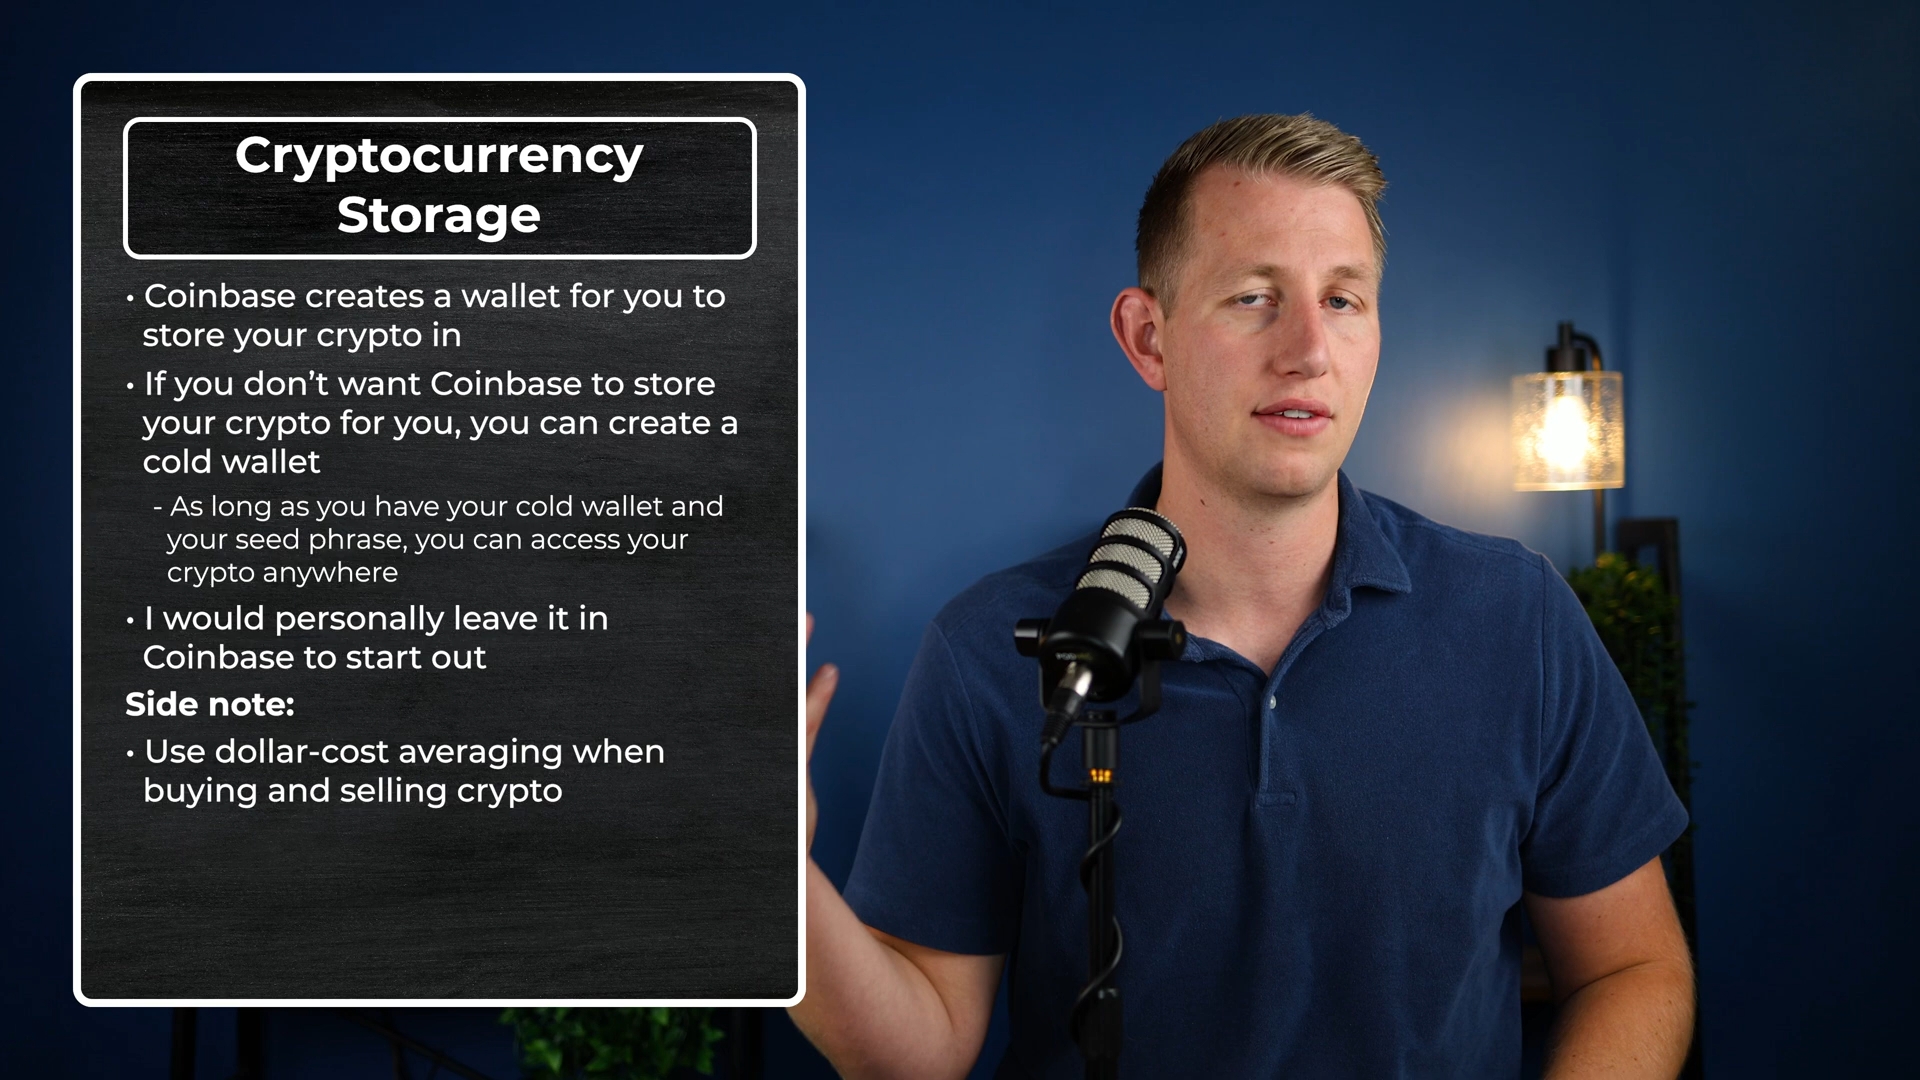 Cryptocurrency
Storage
• Coinbase creates a wallet for you to
store your crypto in
• If you don’t want Coinbase to store
your crypto for you, you can create a
cold wallet
- As long as you have your cold wallet and
your seed phrase, you can access your
crypto anywhere
• I would personally leave it in
Coinbase to start out
Side note:
• Use dollar-cost averaging when
buying and selling crypto